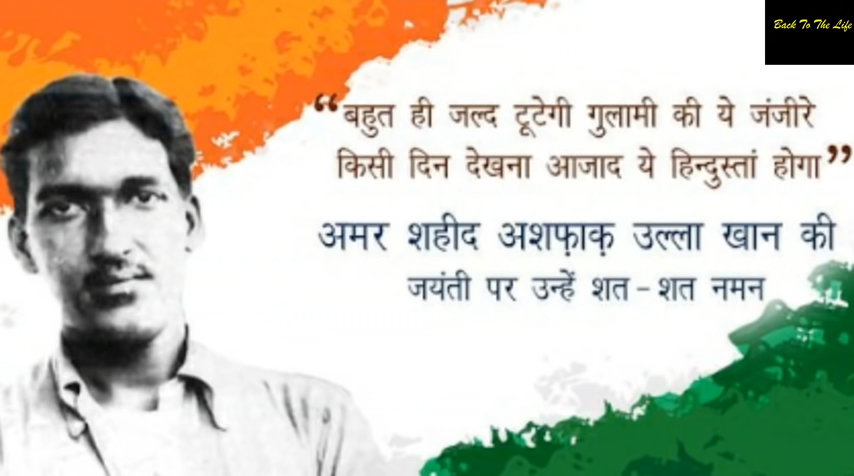 Back To The Life
“बहुत ही जल्द टूटेगी गुलामी की ये जंजीरे
किसी दिन देखना आजाद ये हिन्दुस्तां होगा”
अमर शहीद अशफ़ाक़ उल्ला खान की
जयंती पर उन्हें शत - शत नमन